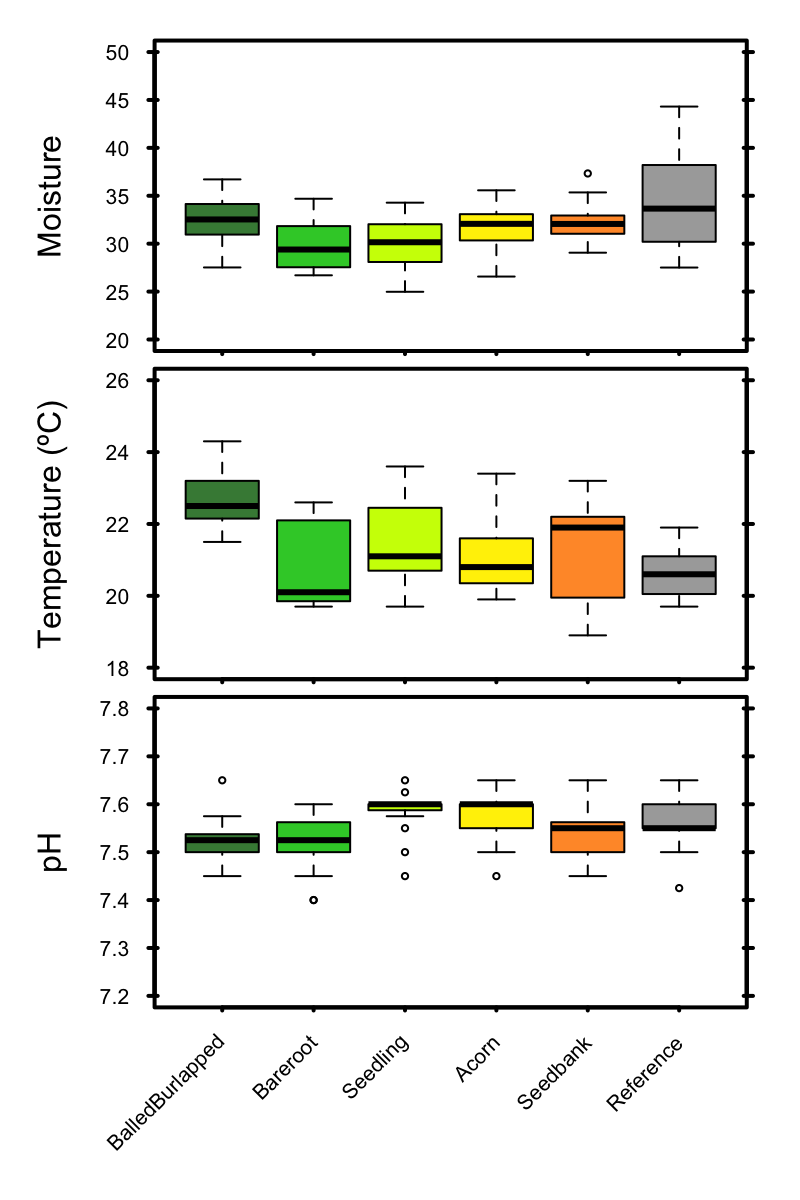 Moisture
50
45
40
35
30
25
20
Temperature (ºC)
26
24
22
20
18
pH
7.8
7.7
7.6
7.5
7.4
7.3
7.2
BalledBurlapped
Bareroot
Seedling
Acorn
Seedbank
Reference